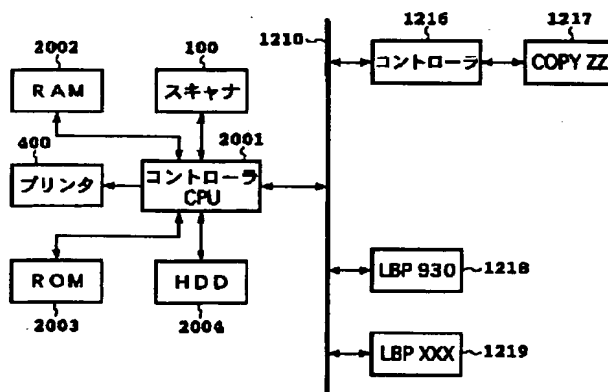 2002
RAM
100
スキャナ
1210
1216
コントローラ
1217
COPY ZZ
400
プリンタ
2001
コントローラ
CPU
ROM
2003
HDD
2004
LBP 930
1218
LBP XXX
1219